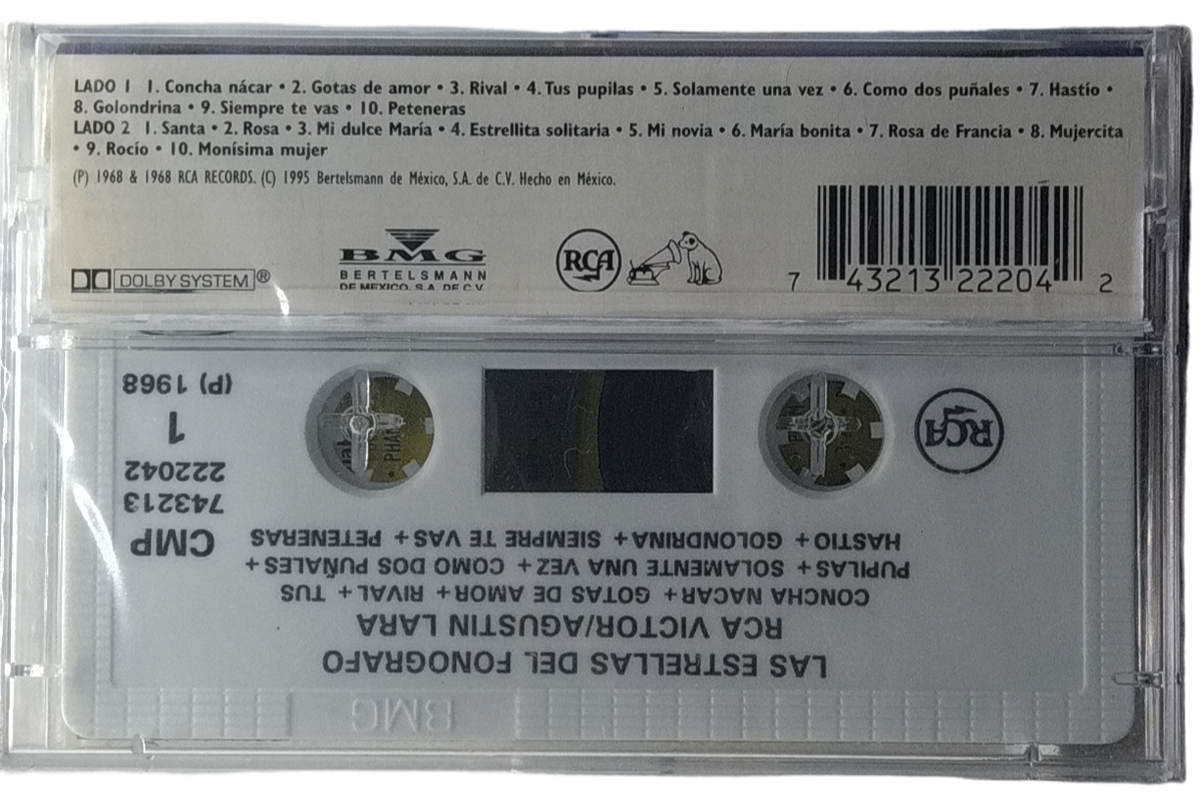 LADO 1 1. Concha nácar • 2. Gotas de amor • 3. Rival • 4. Tus pupilas • 5. Solamente una vez • 6. Como dos puñales • 7. Hastío •
8. Golondrina • 9. Siempre te vas • 10. Peteneras
LADO 2 1. Santa • 2. Rosa • 3. Mi dulce María • 4. Estrellita solitaria • 5. Mi novia • 6. María bonita • 7. Rosa de Francia • 8. Mujercita
• 9. Rocío • 10. Monísima mujer
(P) 1968 & 1968 RCA RECORDS. (C) 1995 Bertelsmann de México, S.A. de C.V. Hecho en México.
DOLBY SYSTEM®
BMG
BERTELSMANN
DE MEXICO, S.A. DE C.V.
RCA
7 43213 22204 2
BMG
LAS ESTRELLAS DEL FONOGRAFO
RCA VICTOR/AGUSTIN LARA
CONCHO NACAR+ GOTAS DE AMOR+ RIVAL+ TUS
PUPILAS+ SOLAMENTE UNA VEZ+ COMO DOS PUÑALES+
HASTIO+ GOLONDRINA+ SIEMPRE TE VAS+ PETENERAS
CMP
743213
222042
1
(P) 1968
RCA